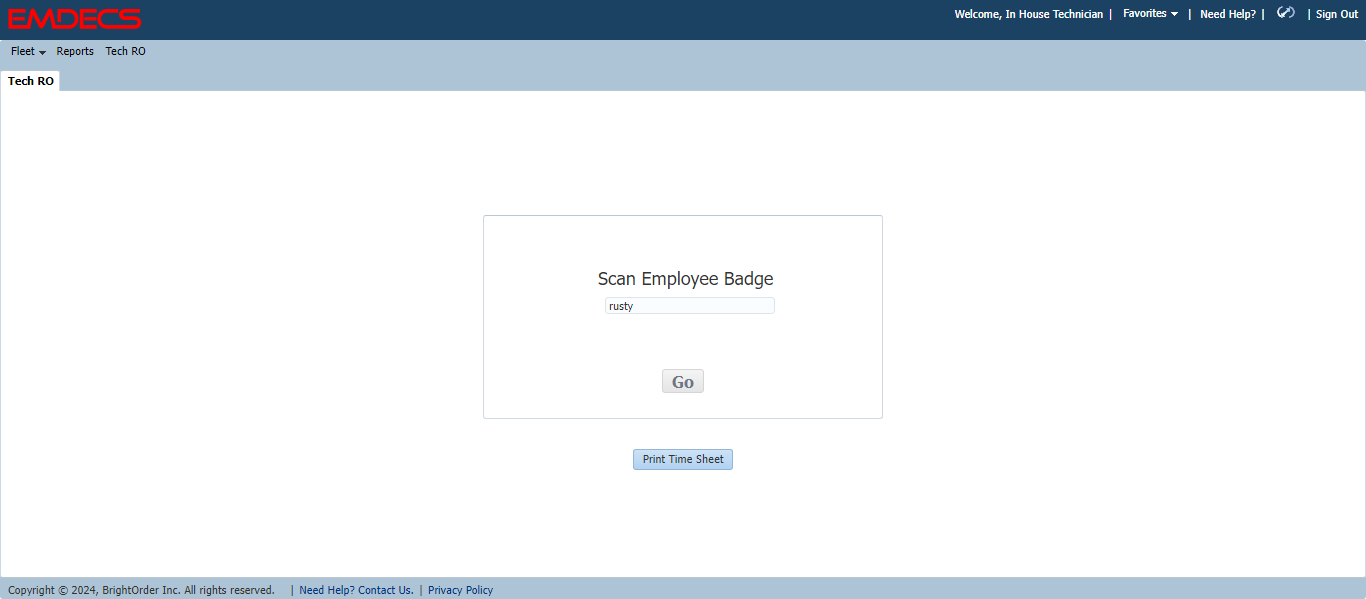 EMDECS
Welcome, In House Technician | Favorites | Need Help? | | Sign Out
Fleet Reports Tech RO
Tech RO
Scan Employee Badge
rusty
Go
Print Time Sheet
Copyright © 2024, BrightOrder Inc. All rights reserved. | Need Help? Contact Us. | Privacy Policy